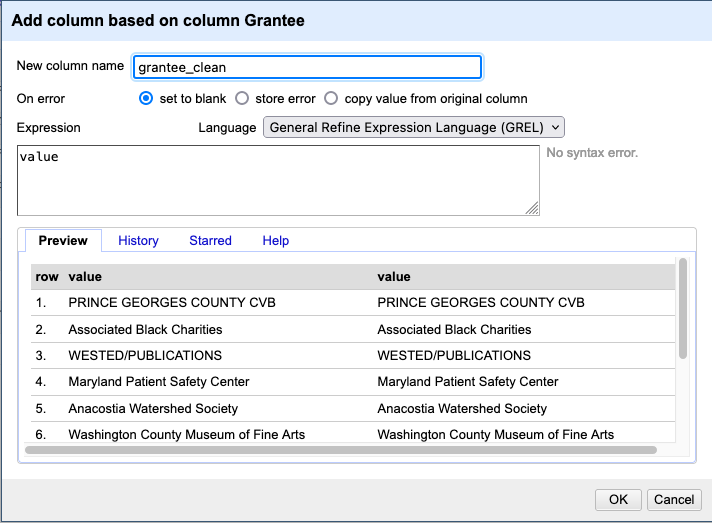 Add column based on column Grantee
New column name grantee_clean
On error set to blank store error copy value from original column
Expression Language General Refine Expression Language (GREL)
value No syntax error.
Preview History Starred Help
row value value
1. PRINCE GEORGES COUNTY CVB PRINCE GEORGES COUNTY CVB
2. Associated Black Charities Associated Black Charities
3. WESTED/PUBLICATIONS WESTED/PUBLICATIONS
4. Maryland Patient Safety Center Maryland Patient Safety Center
5. Anacostia Watershed Society Anacostia Watershed Society
6. Washington County Museum of Fine Arts Washington County Museum of Fine Arts
OK Cancel